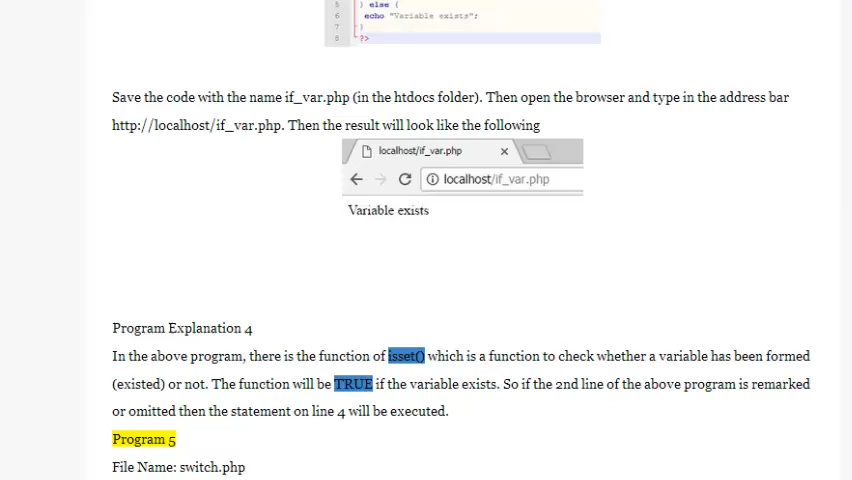 5 } else {
6 echo "Variable exists";
7 }
8 ?>
Save the code with the name if_var.php (in the htdocs folder). Then open the browser and type in the address bar
http://localhost/if_var.php. Then the result will look like the following
localhost/if_var.php
localhost/if_var.php
Variable exists
Program Explanation 4
In the above program, there is the function of isset() which is a function to check whether a variable has been formed
(existed) or not. The function will be TRUE if the variable exists. So if the 2nd line of the above program is remarked
or omitted then the statement on line 4 will be executed.
Program 5
File Name: switch.php